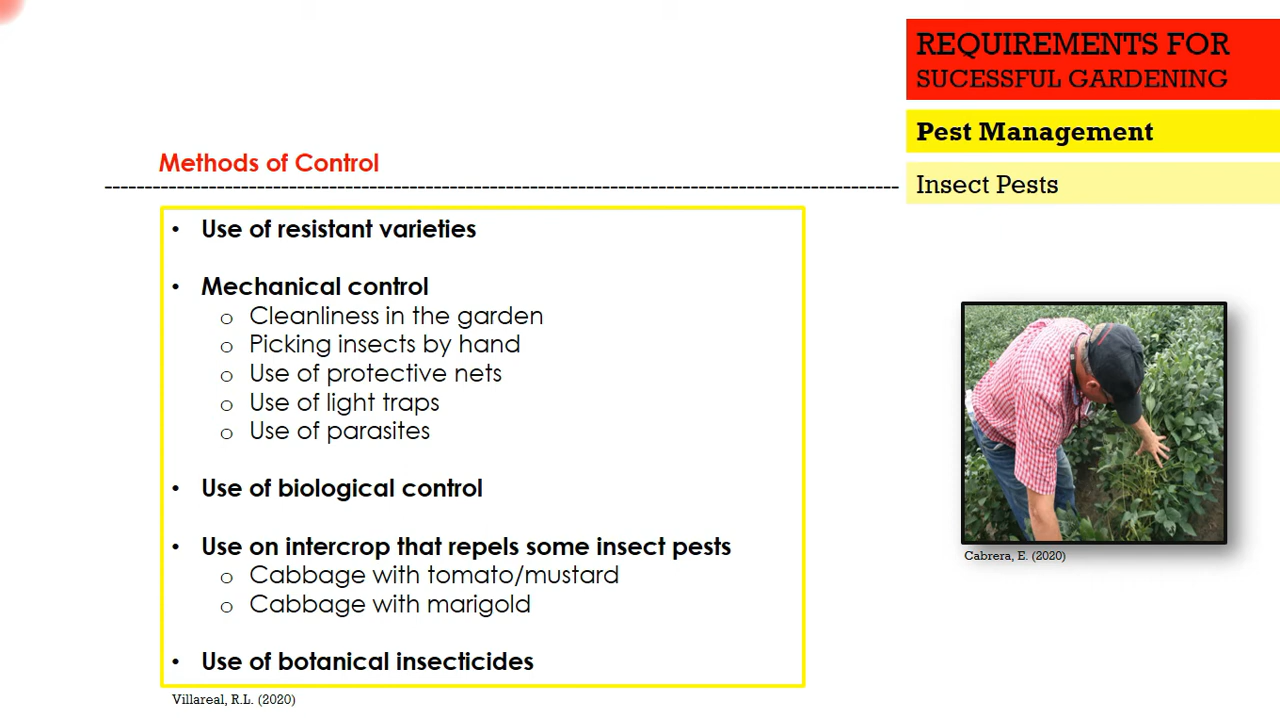 REQUIREMENTS FOR
SUCESSFUL GARDENING
Pest Management
Insect Pests
Methods of Control
• Use of resistant varieties
• Mechanical control
o Cleanliness in the garden
o Picking insects by hand
o Use of protective nets
o Use of light traps
o Use of parasites
• Use of biological control
• Use on intercrop that repels some insect pests
o Cabbage with tomato/mustard
o Cabbage with marigold
• Use of botanical insecticides
Villareal, R.L. (2020)
Cabrera, E. (2020)